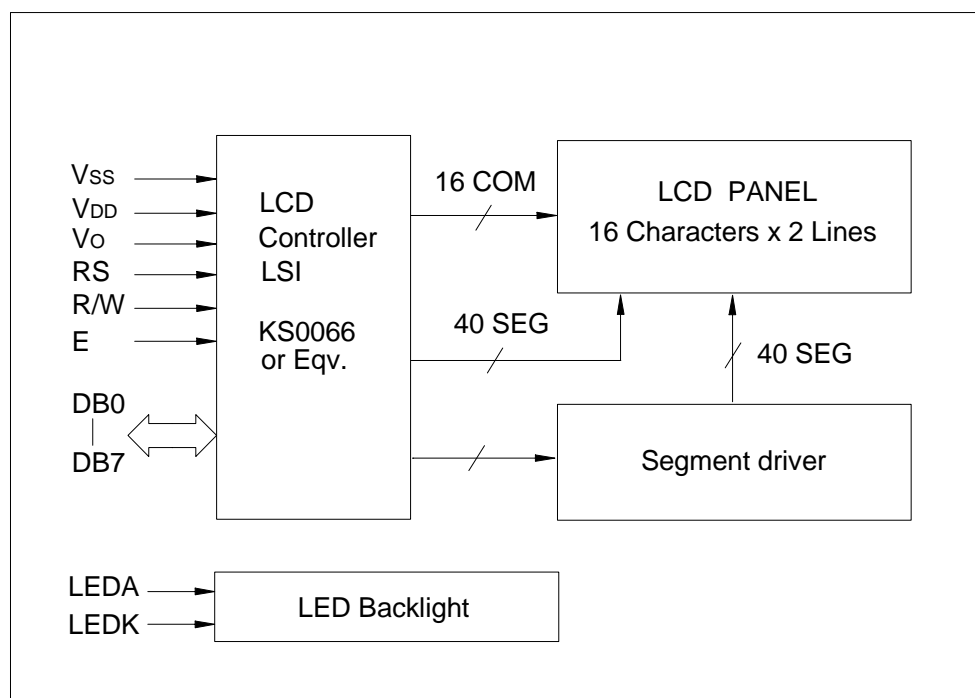 VSS
VDD
VO
RS
R/W
E
DB0
DB7
LCD
Controller
LSI
KS0066
or Eqv.
16 COM
40 SEG
LCD PANEL
16 Characters x 2 Lines
40 SEG
Segment driver
LEDA
LEDK
LED Backlight